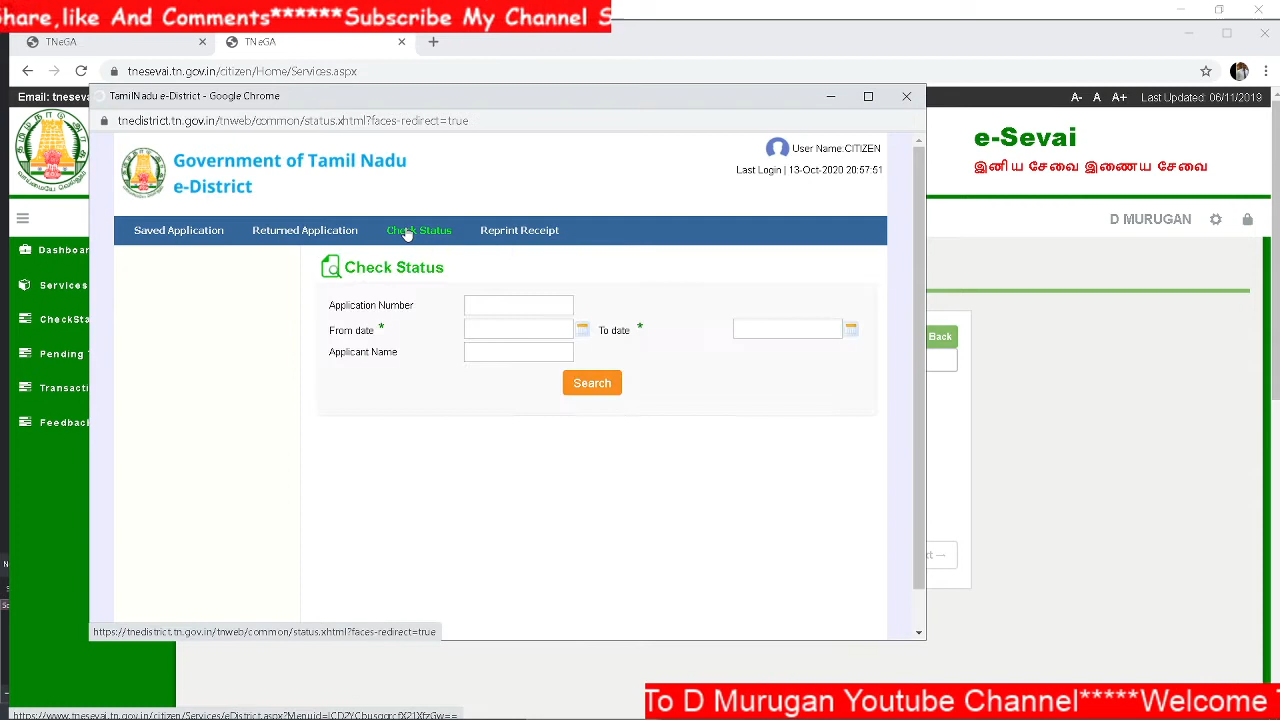 Share,like And Comments******Subscribe My Channel S
TNeGA
TNeGA
tnesevai.tn.gov.in/citizen/Home/Services.aspx
Email: tneseva
A- A A+ Last Updated: 06/11/2019
TamilNadu e-District - Google Chrome
tnedistrict.tn.gov.in/tnweb/common/status.xhtml?faces-redirect=true
e-Sevai
இனிய சேவை இணைய சேவை
Government of Tamil Nadu
e-District
User Name:CITIZEN
Last Login | 13-Oct-2020 20:57:51
D MURUGAN
Saved Application Returned Application Check Status Reprint Receipt
Dashboar
Services
CheckSta
Pending T
Transacti
Feedback
Check Status
Application Number
From date * To date *
Applicant Name
Search
Back
https://tnedistrict.tn.gov.in/tnweb/common/status.xhtml?faces-redirect=true
To D Murugan Youtube Channel*****Welcome T